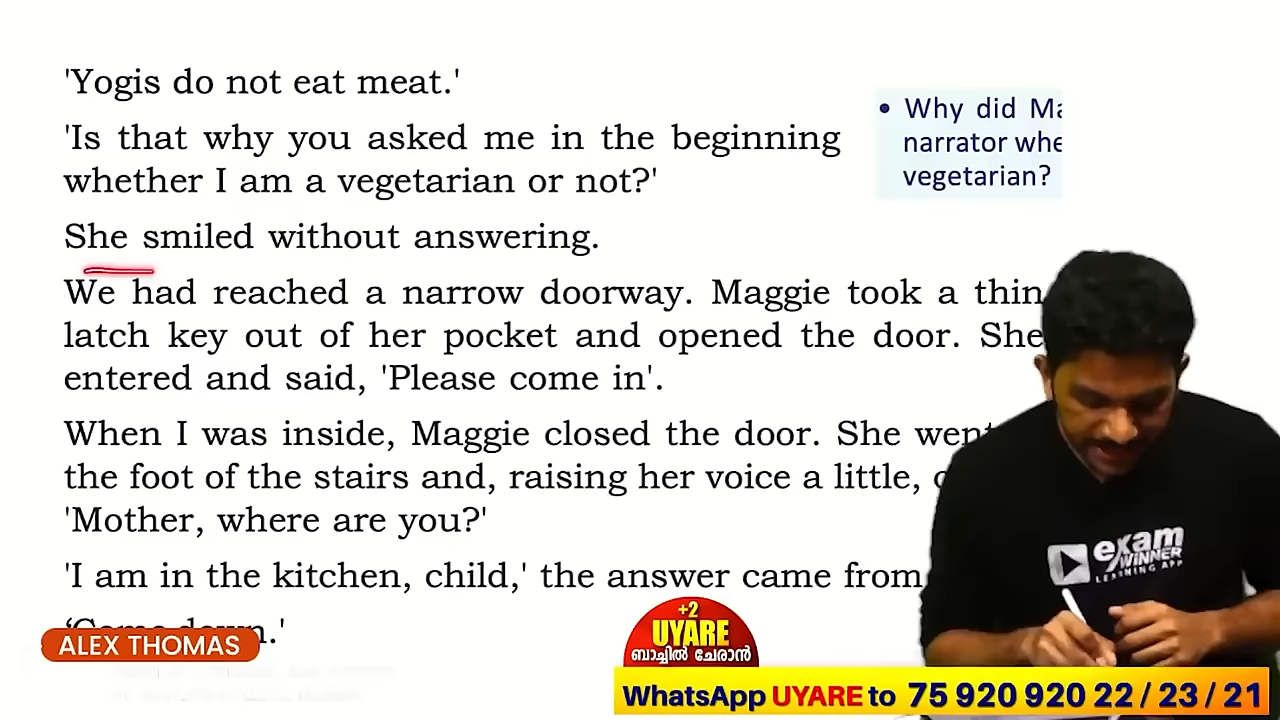 'Yogis do not eat meat.'
'Is that why you asked me in the beginning
whether I am a vegetarian or not?'
She smiled without answering.
We had reached a narrow doorway. Maggie took a thin
latch key out of her pocket and opened the door. She
entered and said, 'Please come in'.
When I was inside, Maggie closed the door. She went
the foot of the stairs and, raising her voice a little,
'Mother, where are you?'
'I am in the kitchen, child,' the answer came from
• Why did Ma
narrator whe
vegetarian?
exam
WINNER
LEARNING APP
ALEX THOMAS
+2
UYARE
ബാച്ചിൽ ചേരാൻ
WhatsApp UYARE to 75 920 920 22 / 23 / 21